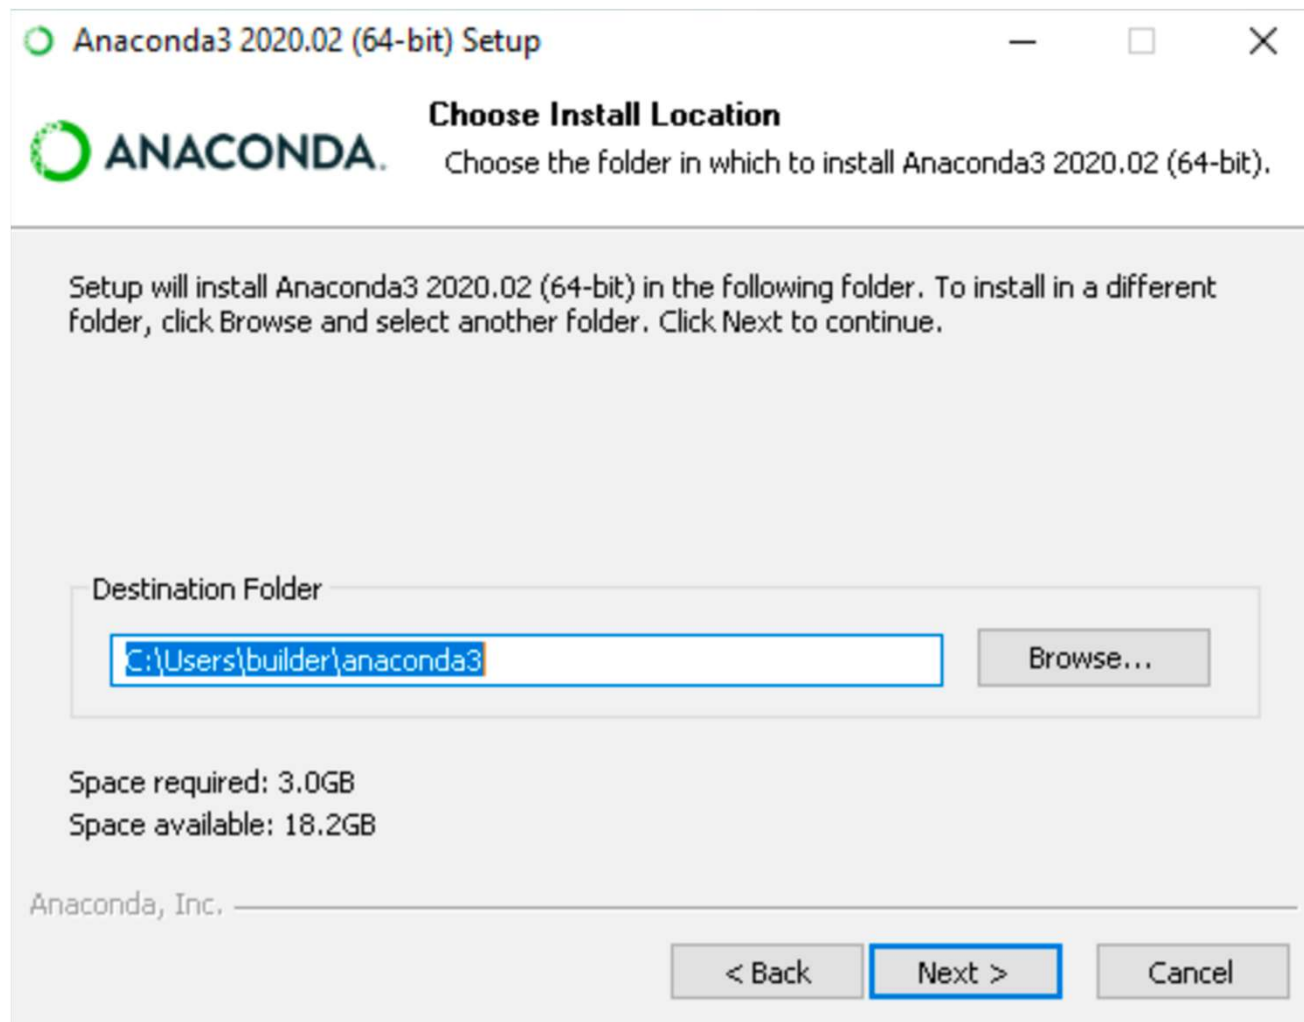 Anaconda3 2020.02 (64-bit) Setup
ANACONDA.
Choose Install Location
Choose the folder in which to install Anaconda3 2020.02 (64-bit).
Setup will install Anaconda3 2020.02 (64-bit) in the following folder. To install in a different
folder, click Browse and select another folder. Click Next to continue.
Destination Folder
C:\Users\builder\anaconda3
Browse...
Space required: 3.0GB
Space available: 18.2GB
Anaconda, Inc.
< Back
Next >
Cancel